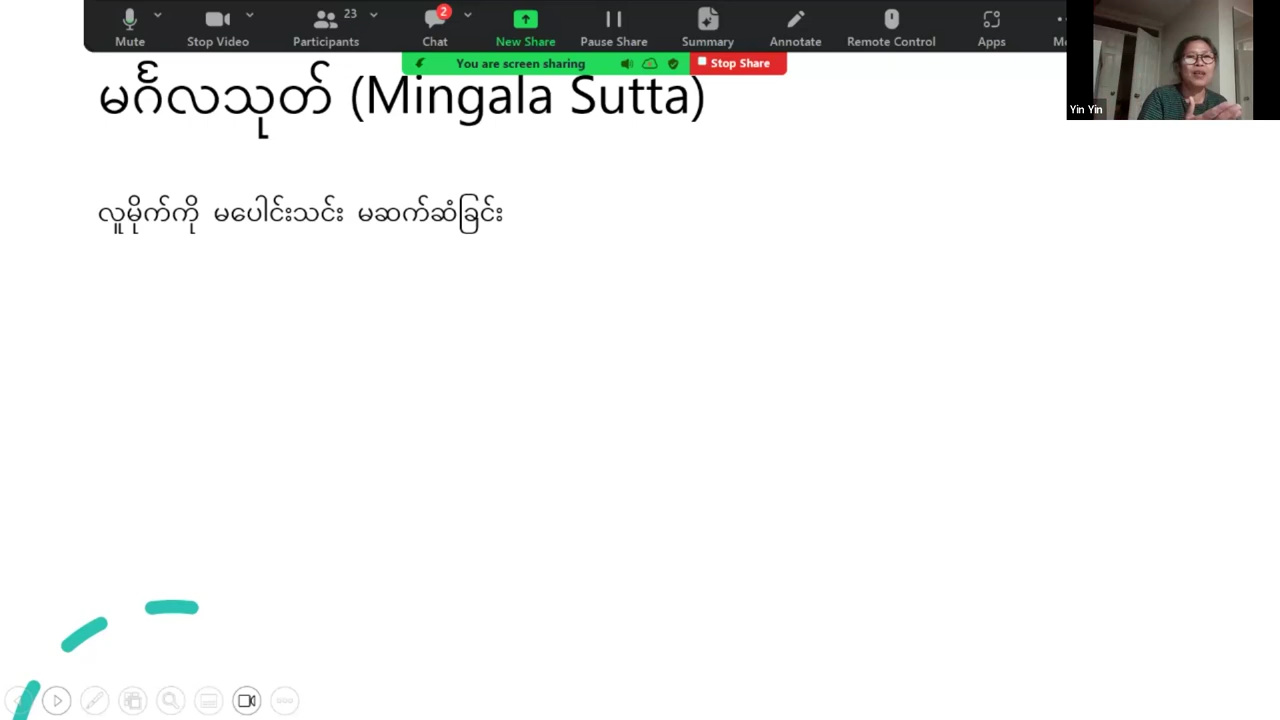 Mute
Stop Video
Participants
23
Chat
2
New Share
Pause Share
Summary
Annotate
Remote Control
Apps
You are screen sharing
Stop Share
Yin Yin
မင်္ဂလသုတ် (Mingala Sutta)
လူမိုက်ကို မပေါင်းသင်း မဆက်ဆံခြင်း